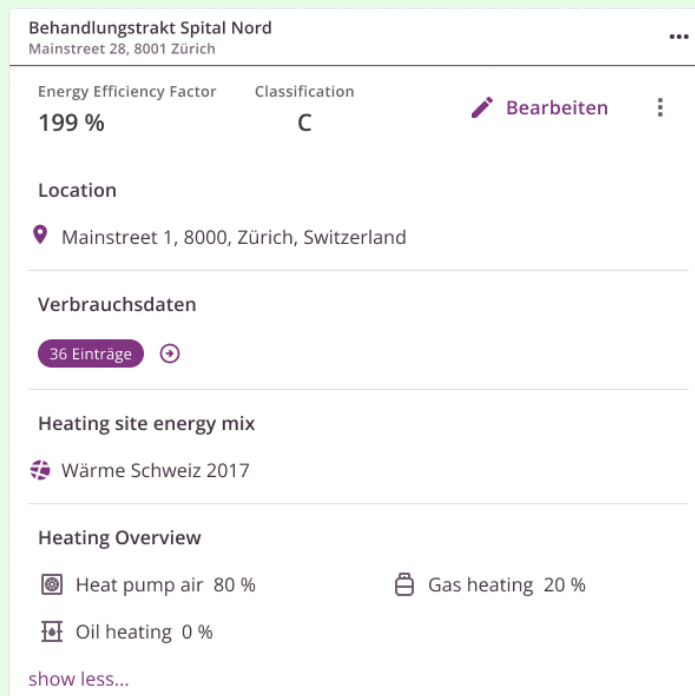 Behandlungstrakt Spital Nord
Mainstreet 28, 8001 Zürich
Energy Efficiency Factor Classification
199 % C Bearbeiten
Location
Mainstreet 1, 8000, Zürich, Switzerland
Verbrauchsdaten
36 Einträge
Heating site energy mix
Wärme Schweiz 2017
Heating Overview
Heat pump air 80 % Gas heating 20 %
Oil heating 0 %
show less...